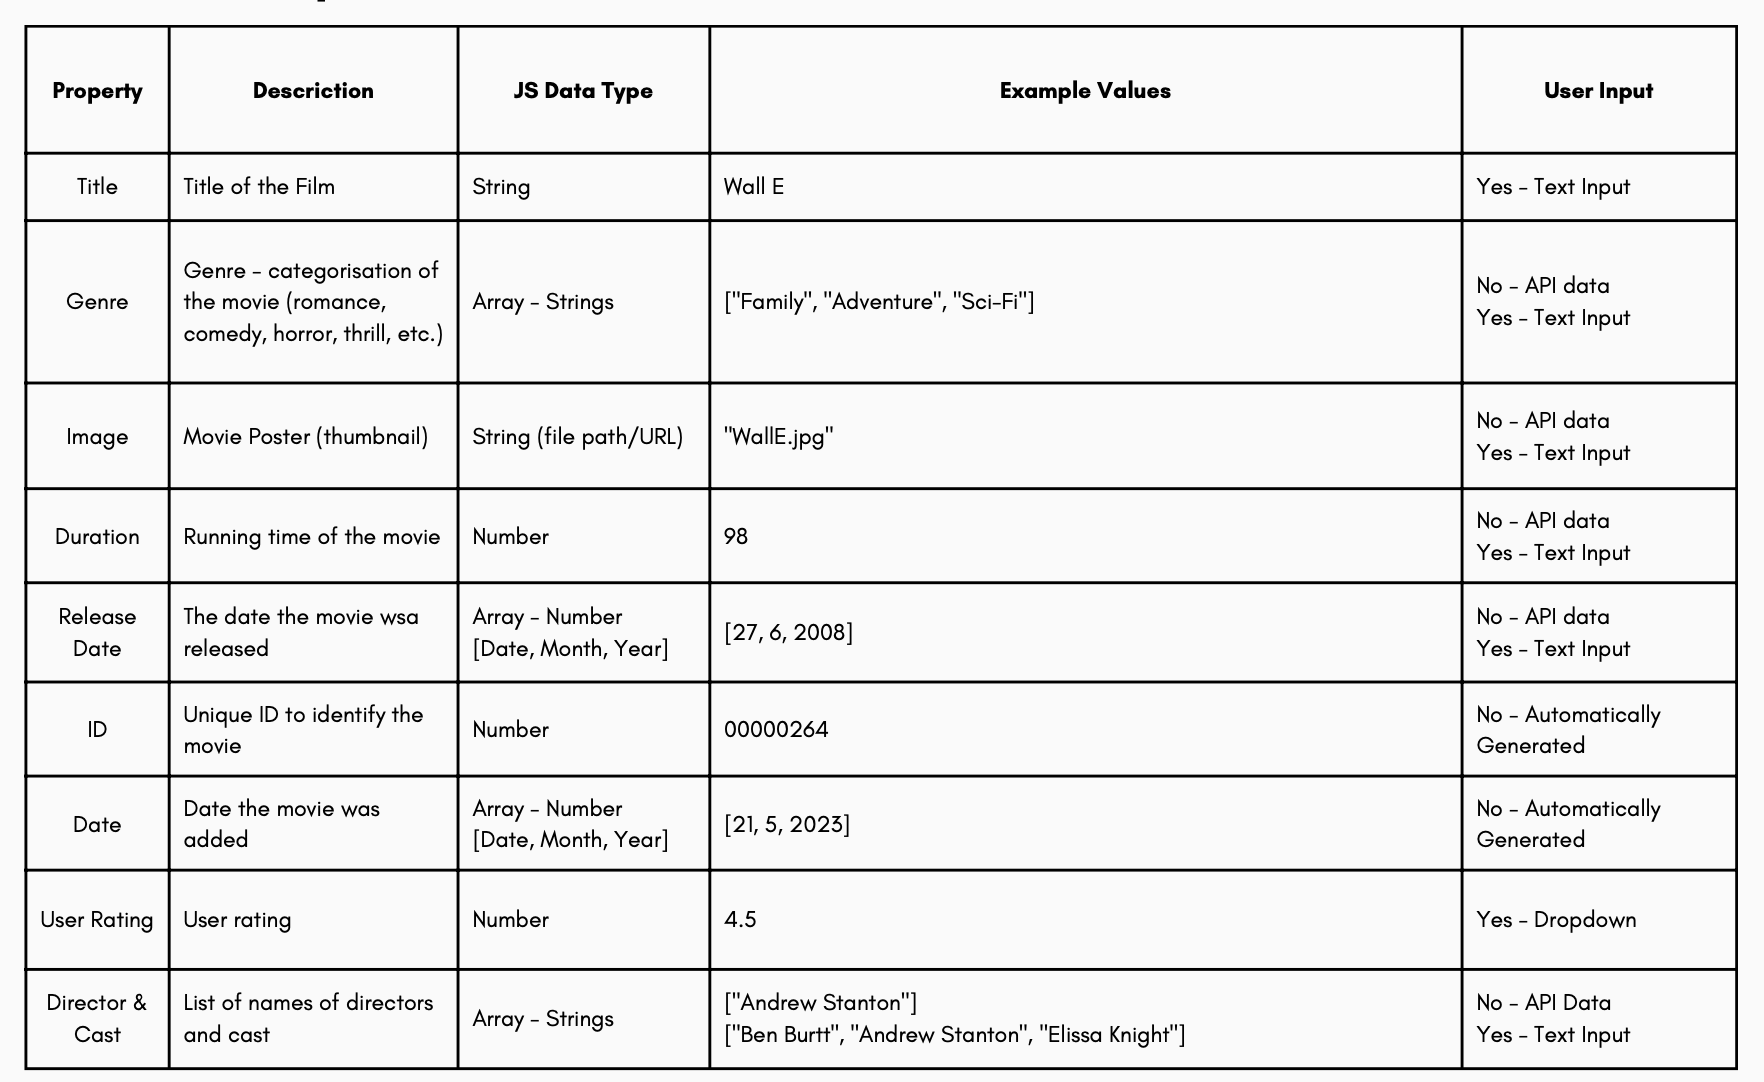 Property Descriction JS Data Type Example Values User Input
Title Title of the Film String Wall E Yes - Text Input
Genre
Genre - categorisation of
the movie (romance,
comedy, horror, thrill, etc.)
Array - Strings
["Family", "Adventure", "Sci-Fi"]
No - API data
Yes - Text Input
Image
Movie Poster (thumbnail)
String (file path/URL)
"WallE.jpg"
No - API data
Yes - Text Input
Duration
Running time of the movie
Number
98
No - API data
Yes - Text Input
Release
Date
The date the movie wsa
released
Array - Number
[Date, Month, Year]
[27, 6, 2008]
No - API data
Yes - Text Input
ID
Unique ID to identify the
movie
Number
00000264
No - Automatically
Generated
Date
Date the movie was
added
Array - Number
[Date, Month, Year]
[21, 5, 2023]
No - Automatically
Generated
User Rating
User rating
Number
4.5
Yes - Dropdown
Director &
Cast
List of names of directors
and cast
Array - Strings
["Andrew Stanton"]
["Ben Burtt", "Andrew Stanton", "Elissa Knight"]
No - API Data
Yes - Text Input